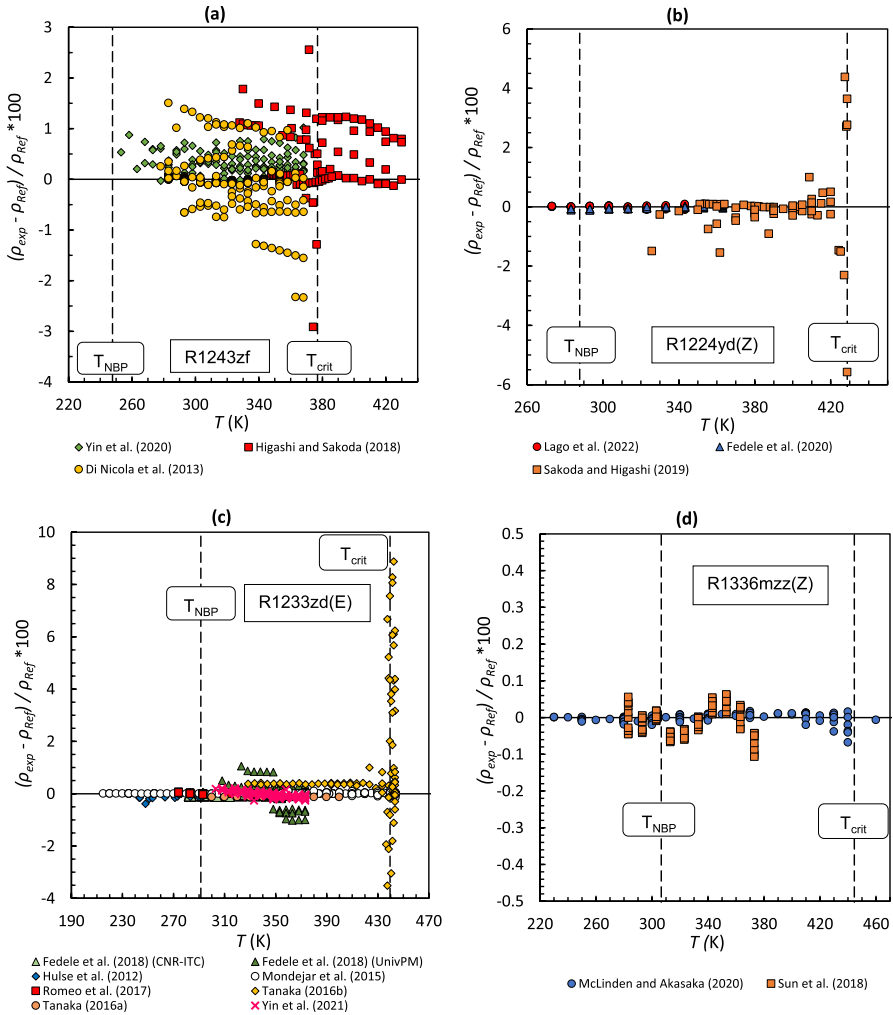 (a)
3
2
1
0
-1
-2
-3
-4
(ρexp - ρRef) / ρRef *100
TNBP
R1243zf
Tcrit
220 260 300 340 380 420
T (K)
Yin et al. (2020)
Higashi and Sakoda (2018)
Di Nicola et al. (2013)
(b)
6
4
2
0
-2
-4
-6
(ρexp - ρRef) / ρRef *100
TNBP
R1224yd(Z)
Tcrit
260 300 340 380 420
T (K)
Lago et al. (2022)
Fedele et al. (2020)
Sakoda and Higashi (2019)
(c)
10
8
6
4
2
0
-2
-4
(ρexp - ρRef) / ρRef *100
Tcrit
TNBP
R1233zd(E)
190 230 270 310 350 390 430 470
T (K)
Fedele et al. (2018) (CNR-ITC)
Fedele et al. (2018) (UnivPM)
Hulse et al. (2012)
Mondejar et al. (2015)
Romeo et al. (2017)
Tanaka (2016b)
Tanaka (2016a)
Yin et al. (2021)
(d)
0.5
0.4
0.3
0.2
0.1
0.0
-0.1
-0.2
-0.3
-0.4
-0.5
(ρexp - ρRef) / ρRef *100
R1336mzz(Z)
TNBP
Tcrit
220 260 300 340 380 420 460
T (K)
McLinden and Akasaka (2020)
Sun et al. (2018)